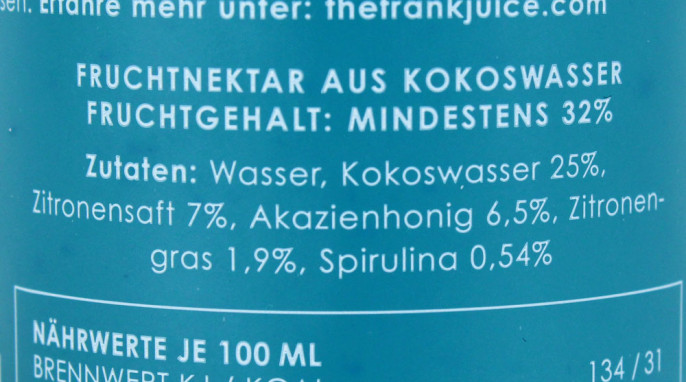 Erfahre mehr unter: thefrankjuice.com
FRUCHTNEKTAR AUS KOKOSWASSER
FRUCHTGEHALT: MINDESTENS 32%
Zutaten: Wasser, Kokoswasser 25%,
Zitronensaft 7%, Akazienhonig 6,5%, Zitronen-
gras 1,9%, Spirulina 0,54%
NÄHRWERTE JE 100 ML
BRENNWERT 134/31